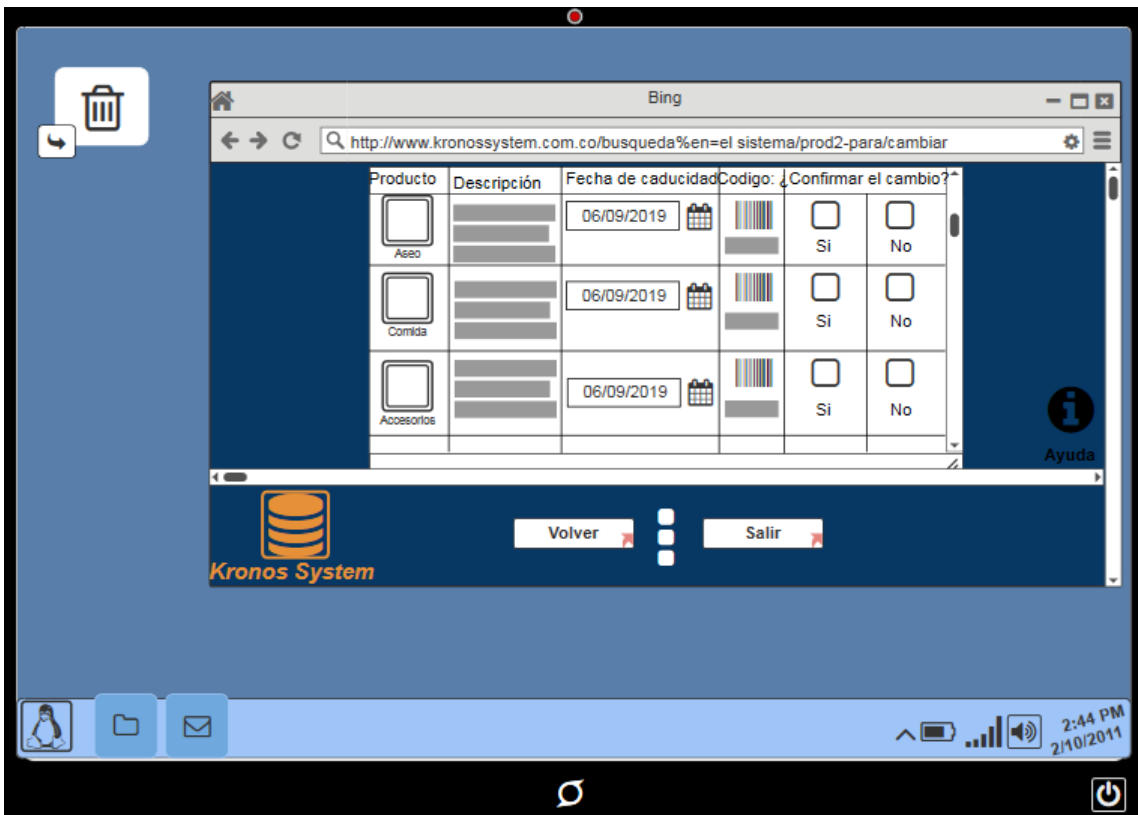 Bing
http://www.kronossystem.com.co/busqueda%en=el sistema/prod2-para/cambiar
Producto Descripción Fecha de caducidad Codigo: ¿Confirmar el cambio?
06/09/2019
Aseo Si No
06/09/2019
Comida Si No
06/09/2019
Accesorios Si No
Ayuda
Volver Salir
Kronos System
2:44 PM
2/10/2011